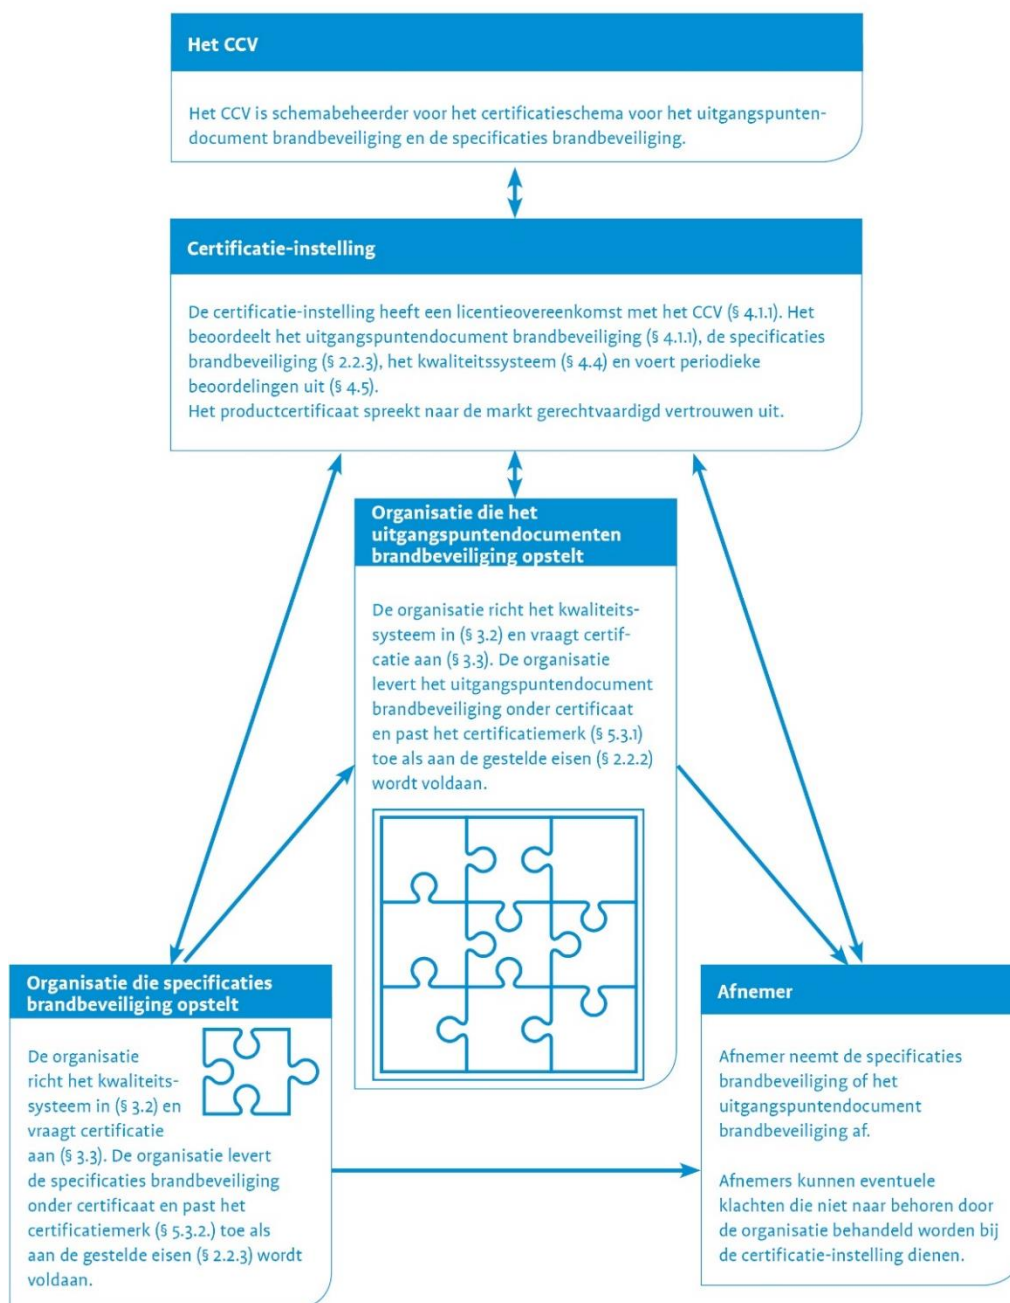 Het CCV
Het CCV is schemabeheerder voor het certificatieschema voor het uitgangspunten-
document brandbeveiliging en de specificaties brandbeveiliging.
Certificatie-instelling
De certificatie-instelling heeft een licentieovereenkomst met het CCV (§ 4.1.1). Het
beoordeelt het uitgangspuntendocument brandbeveiliging (§ 4.1.1), de specificaties
brandbeveiliging (§ 2.2.3), het kwaliteitssysteem (§ 4.4) en voert periodieke
beoordelingen uit (§ 4.5).
Het productcertificaat spreekt naar de markt gerechtvaardigd vertrouwen uit.
Organisatie die het
uitgangspuntendocumenten
brandbeveiliging opstelt
De organisatie richt het kwaliteits-
systeem in (§ 3.2) en vraagt certif-
catie aan (§ 3.3). De organisatie
levert het uitgangspuntendocument
brandbeveiliging onder certificaat
en past het certificatiemerk (§ 5.3.1)
toe als aan de gestelde eisen (§ 2.2.2)
wordt voldaan.
Organisatie die specificaties
brandbeveiliging opstelt
De organisatie
richt het kwaliteits-
systeem in (§ 3.2) en
vraagt certificatie
aan (§ 3.3). De organisatie levert
de specificaties brandbeveiliging
onder certificaat en past het
certificatiemerk (§ 5.3.2.) toe als
aan de gestelde eisen (§ 2.2.3) wordt
voldaan.
Afnemer
Afnemer neemt de specificaties
brandbeveiliging of het
uitgangspuntendocument
brandbeveiliging af.
Afnemers kunnen eventuele
klachten die niet naar behoren door
de organisatie behandeld worden bij
de certificatie-instelling dienen.